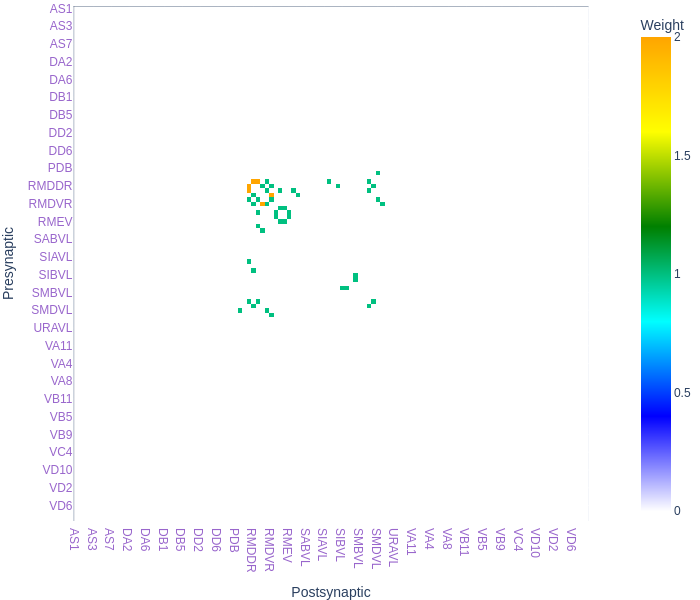 Weight
2
1.5
1
0.5
0
Presynaptic
AS1
AS3
AS7
DA2
DA6
DB1
DB5
DD2
DD6
PDB
RMDDR
RMDVR
RMEV
SABVL
SIAVL
SIBVL
SMBVL
SMDVL
URAVL
VA11
VA4
VA8
VB11
VB5
VB9
VC4
VD10
VD2
VD6
AS1
AS3
AS7
DA2
DA6
DB1
DB5
DD2
DD6
PDB
RMDDR
RMDVR
RMEV
SABVL
SIAVL
SIBVL
SMBVL
SMDVL
URAVL
VA11
VA4
VA8
VB11
VB5
VB9
VC4
VD10
VD2
VD6
Postsynaptic